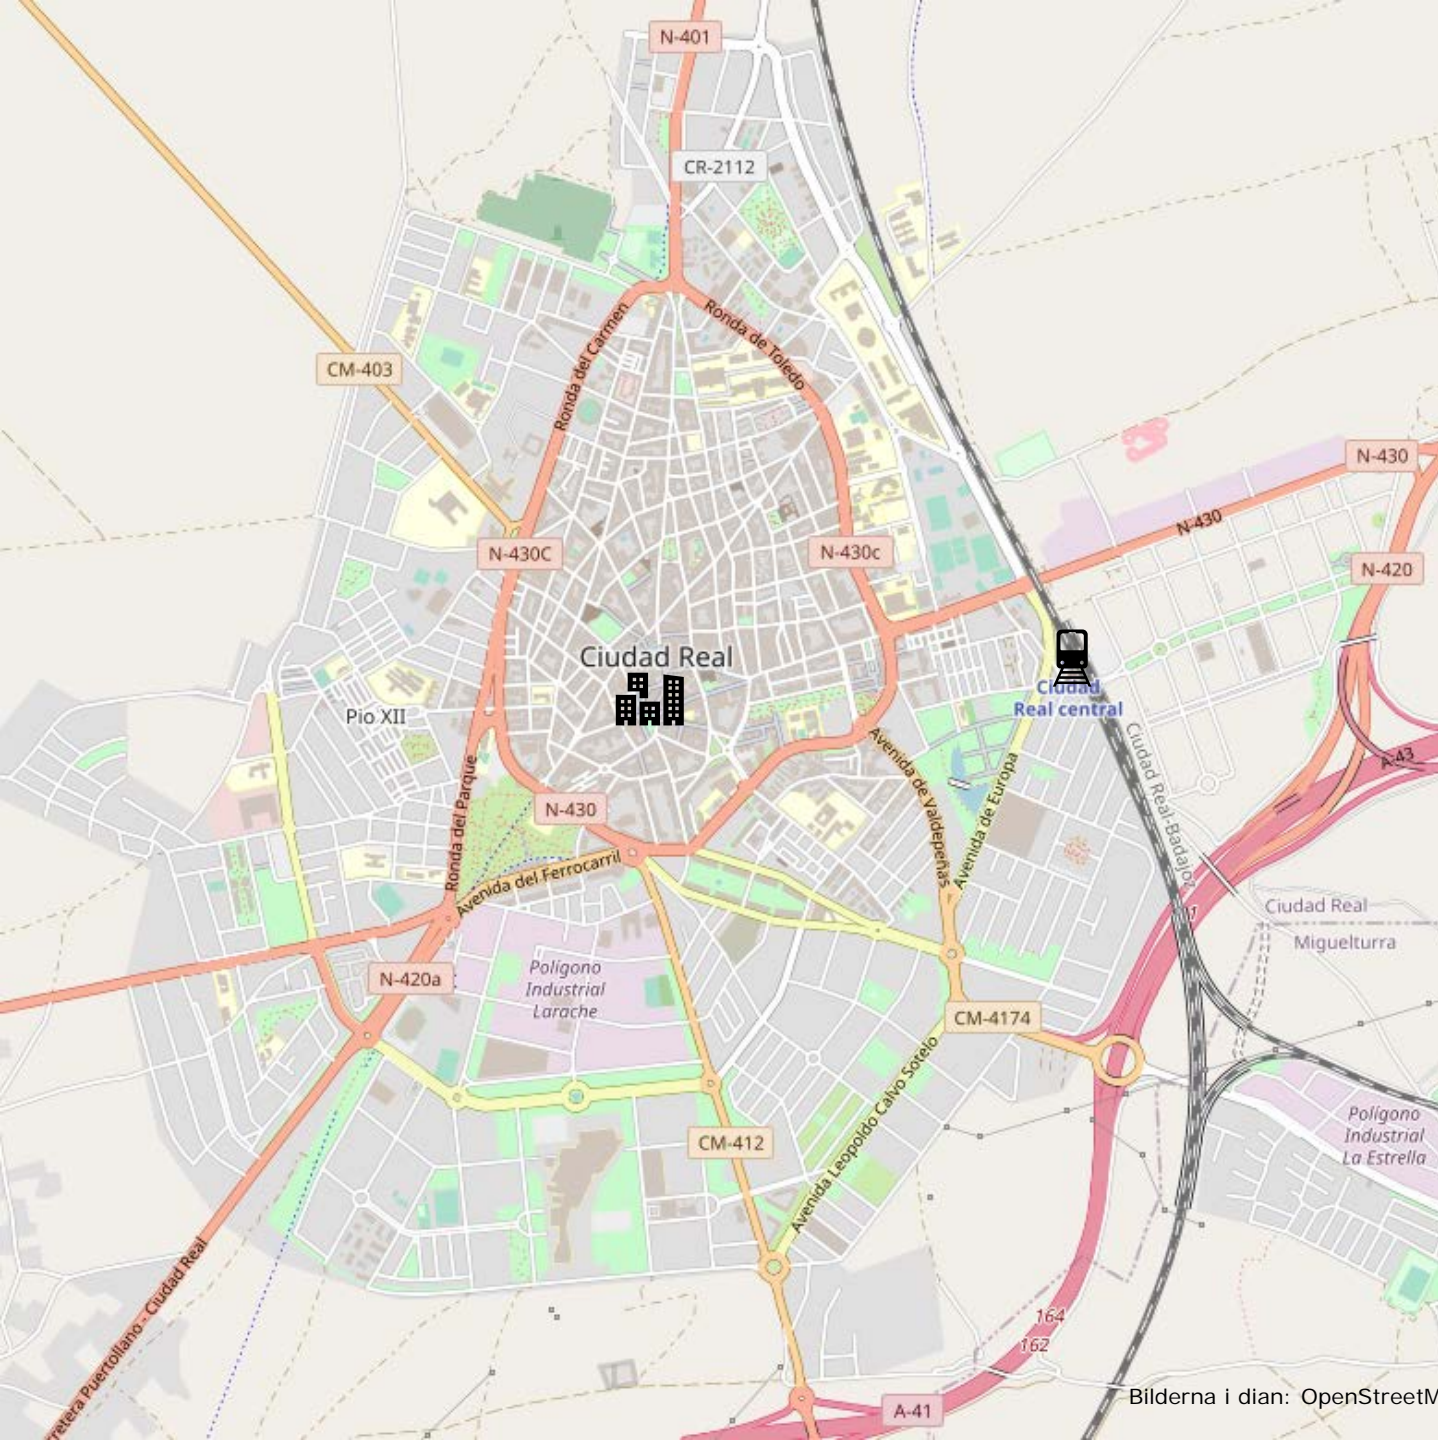 N-401
CR-2112
Ronda del Carmen
Ronda de Toledo
CM-403
N-430
N-430
N-430C
N-430c
N-420
Ciudad Real
Ciudad
Real central
Pio XII
Ciudad Real-Badajoz
A-43
Avenida de Valdepeñas
Avenida de Europa
Ronda del Parque
N-430
Avenida del Ferrocarril
1
Ciudad Real
Miguelturra
N-420a
Polígono
Industrial
Larache
CM-4174
Avenida Leopoldo Calvo Sotelo
CM-412
Polígono
Industrial
La Estrella
retera Puertollano - Ciudad Real
164
162
A-41
Bilderna i dian: OpenStreetM